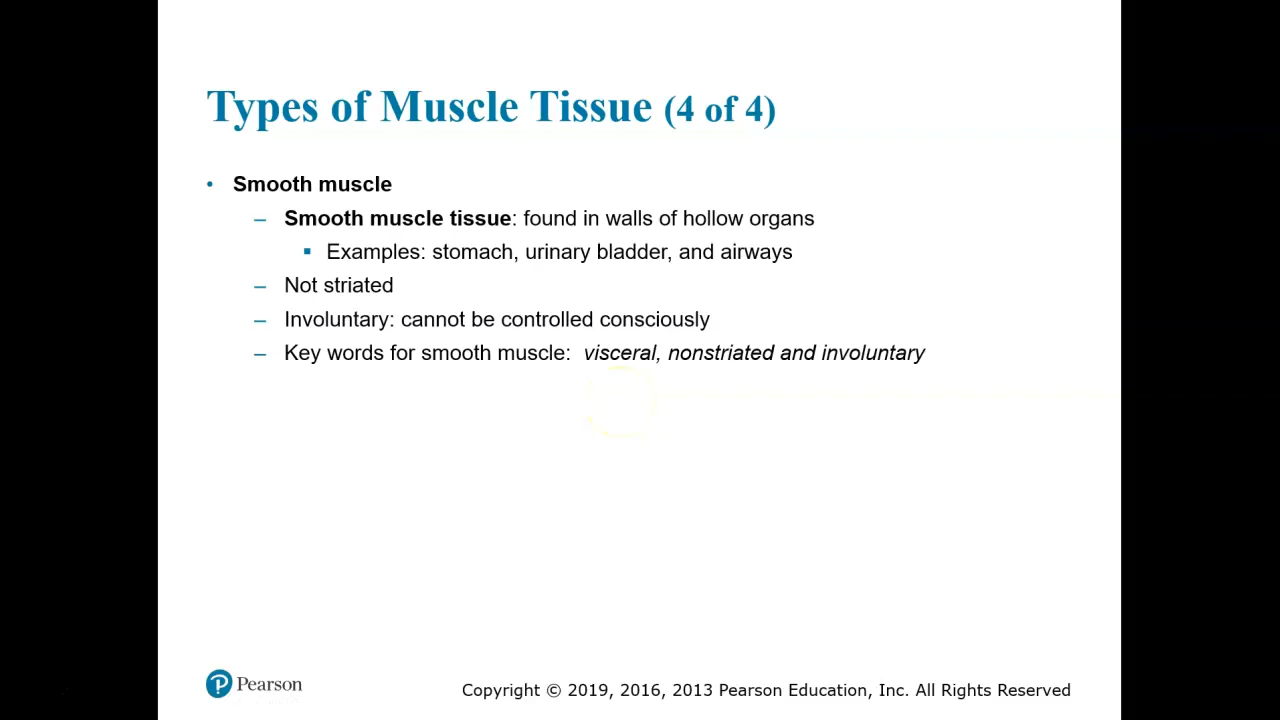 Types of Muscle Tissue (4 of 4)
• Smooth muscle
– Smooth muscle tissue: found in walls of hollow organs
▪ Examples: stomach, urinary bladder, and airways
– Not striated
– Involuntary: cannot be controlled consciously
– Key words for smooth muscle: visceral, nonstriated and involuntary
Pearson
Copyright © 2019, 2016, 2013 Pearson Education, Inc. All Rights Reserved